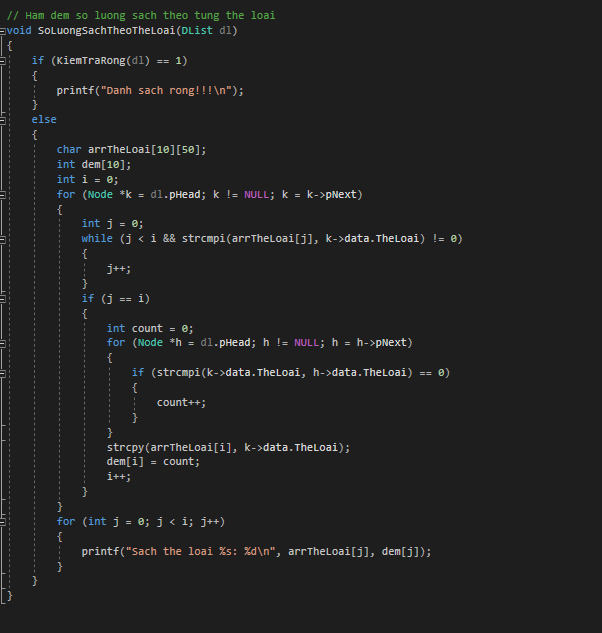 // Ham dem so luong sach theo tung the loai
void SoLuongSachTheoTheLoai(DList dl)
{
    if (KiemTraRong(dl) == 1)
    {
        printf("Danh sach rong!!!\n");
    }
    else
    {
        char arrTheLoai[10][50];
        int dem[10];
        int i = 0;
        for (Node *k = dl.pHead; k != NULL; k = k->pNext)
        {
            int j = 0;
            while (j < i && strcmpi(arrTheLoai[j], k->data.TheLoai) != 0)
            {
                j++;
            }
            if (j == i)
            {
                int count = 0;
                for (Node *h = dl.pHead; h != NULL; h = h->pNext)
                {
                    if (strcmpi(k->data.TheLoai, h->data.TheLoai) == 0)
                    {
                        count++;
                    }
                }
                strcpy(arrTheLoai[i], k->data.TheLoai);
                dem[i] = count;
                i++;
            }
        }
        for (int j = 0; j < i; j++)
        {
            printf("Sach the loai %s: %d\n", arrTheLoai[j], dem[j]);
        }
    }
}